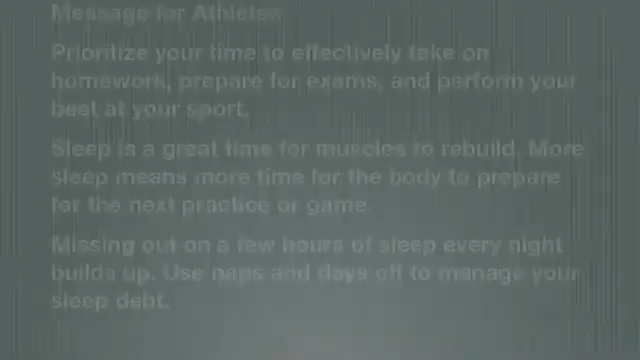 Message for Athletes
Prioritize your time to effectively take on
homework, prepare for exams, and perform your
best at your sport.
Sleep is a great time for muscles to rebuild. More
sleep means more time for the body to prepare
for the next practice or game.
Missing out on a few hours of sleep every night
builds up. Use naps and days off to manage your
sleep debt.